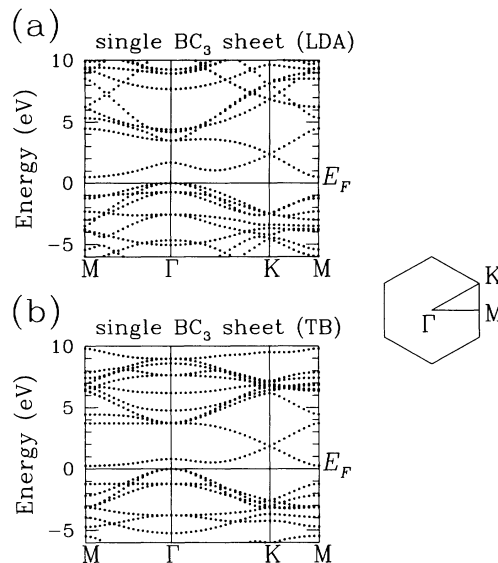 (a)
single BC₃ sheet (LDA)
Energy (eV)
10
5
0
−5
E_F
M Γ K M
K
M
Γ
(b)
single BC₃ sheet (TB)
Energy (eV)
10
5
0
−5
E_F
M Γ K M